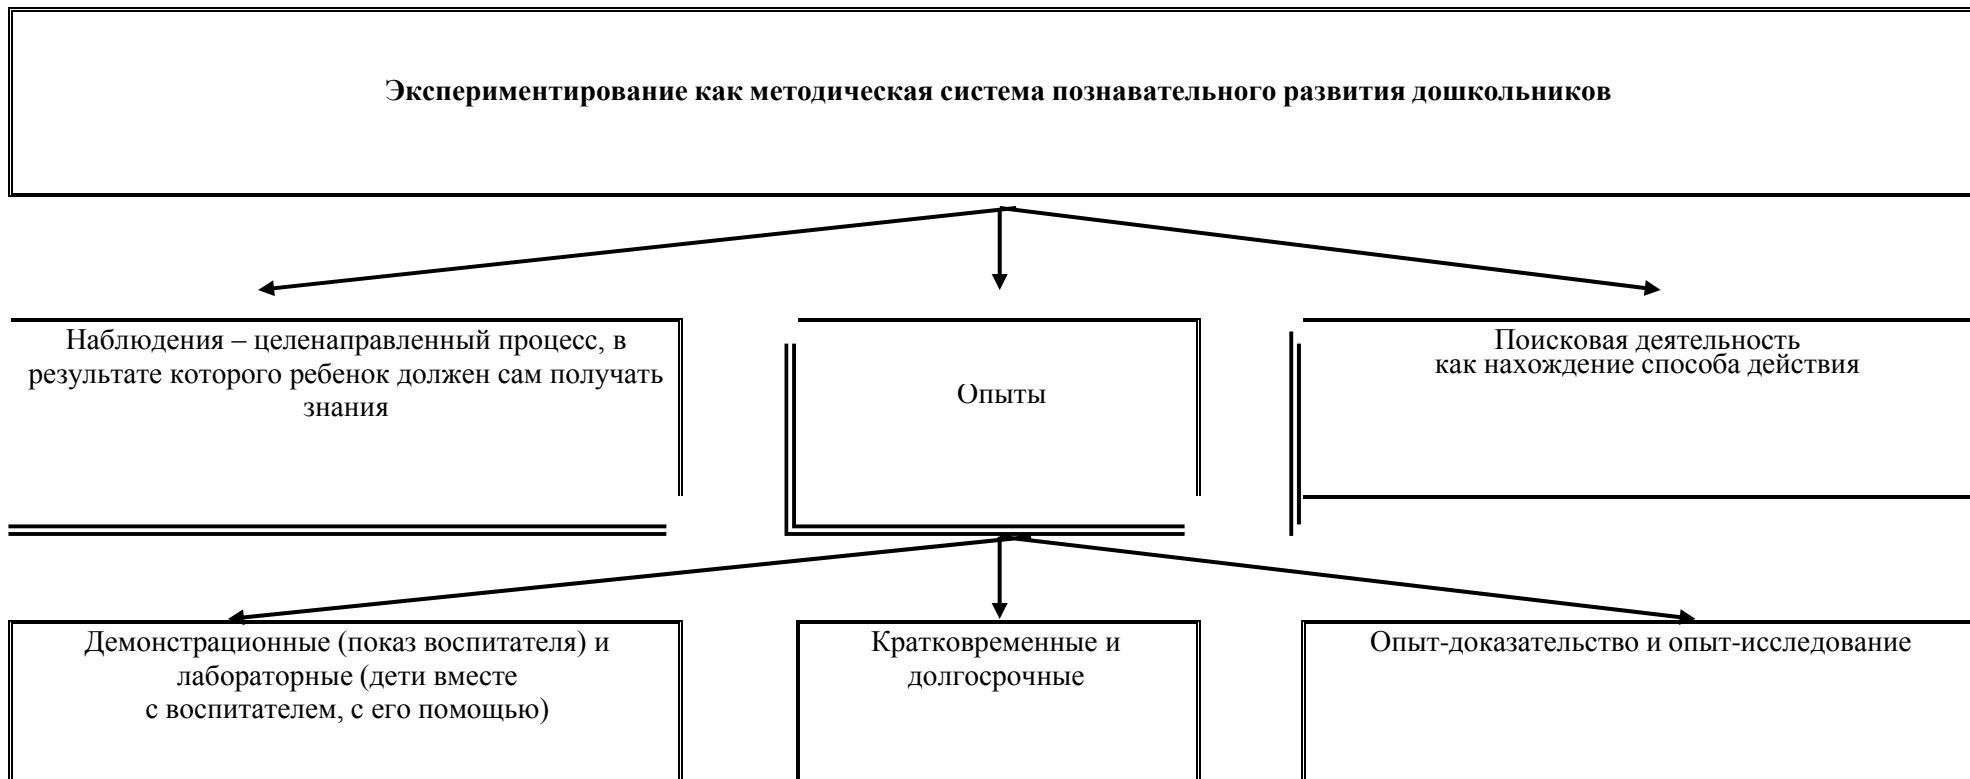 Экспериментирование как методическая система познавательного развития дошкольников
Наблюдения – целенаправленный процесс, в
результате которого ребенок должен сам получать
знания
Опыты
Поисковая деятельность
как нахождение способа действия
Демонстрационные (показ воспитателя) и
лабораторные (дети вместе
с воспитателем, с его помощью)
Кратковременные и
долгосрочные
Опыт-доказательство и опыт-исследование